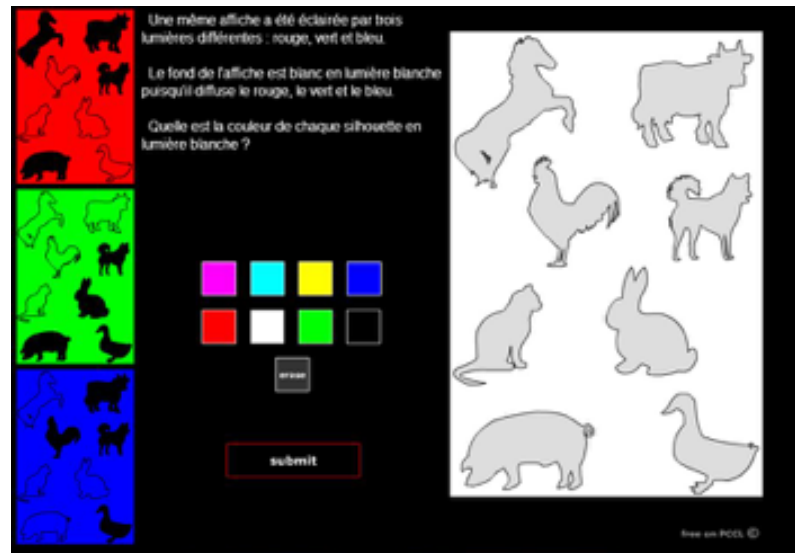 Une même affiche a été éclairée par trois
lumières différentes : rouge, vert et bleu.
Le fond de l'affiche est blanc en lumière blanche
puisqu'il diffuse le rouge, le vert et le bleu.
Quelle est la couleur de chaque silhouette en
lumière blanche ?
erase
submit
free on PCCL ©